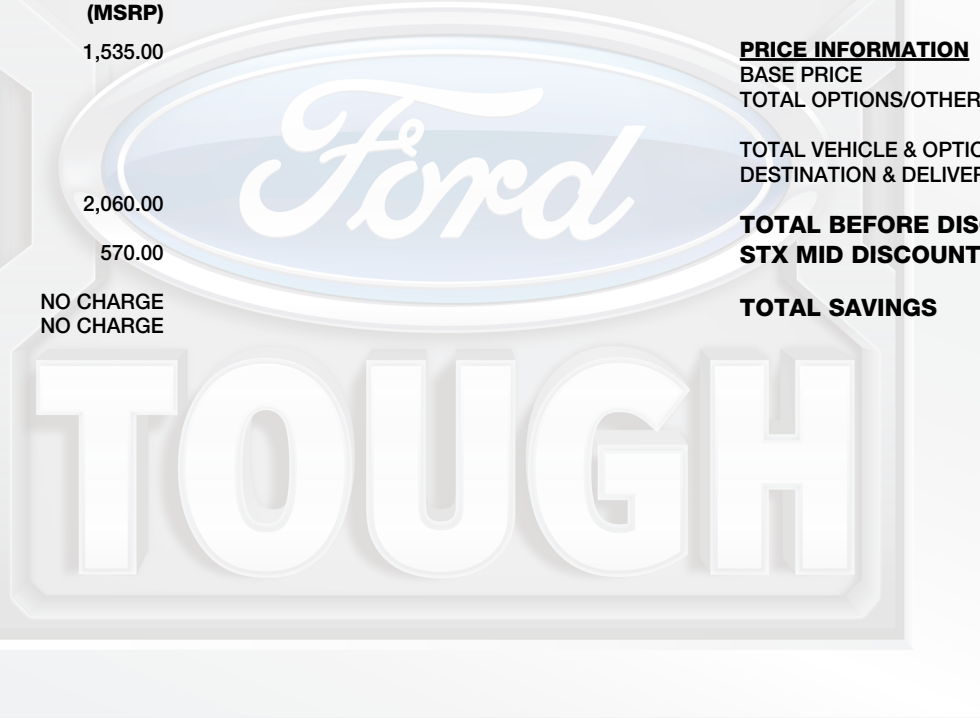 (MSRP)
1,535.00
2,060.00
570.00
NO CHARGE
NO CHARGE
PRICE INFORMATION
BASE PRICE
TOTAL OPTIONS/OTHER
TOTAL VEHICLE & OPTIO
DESTINATION & DELIVER
TOTAL BEFORE DIS
STX MID DISCOUNT
TOTAL SAVINGS
Ford
TOUGH